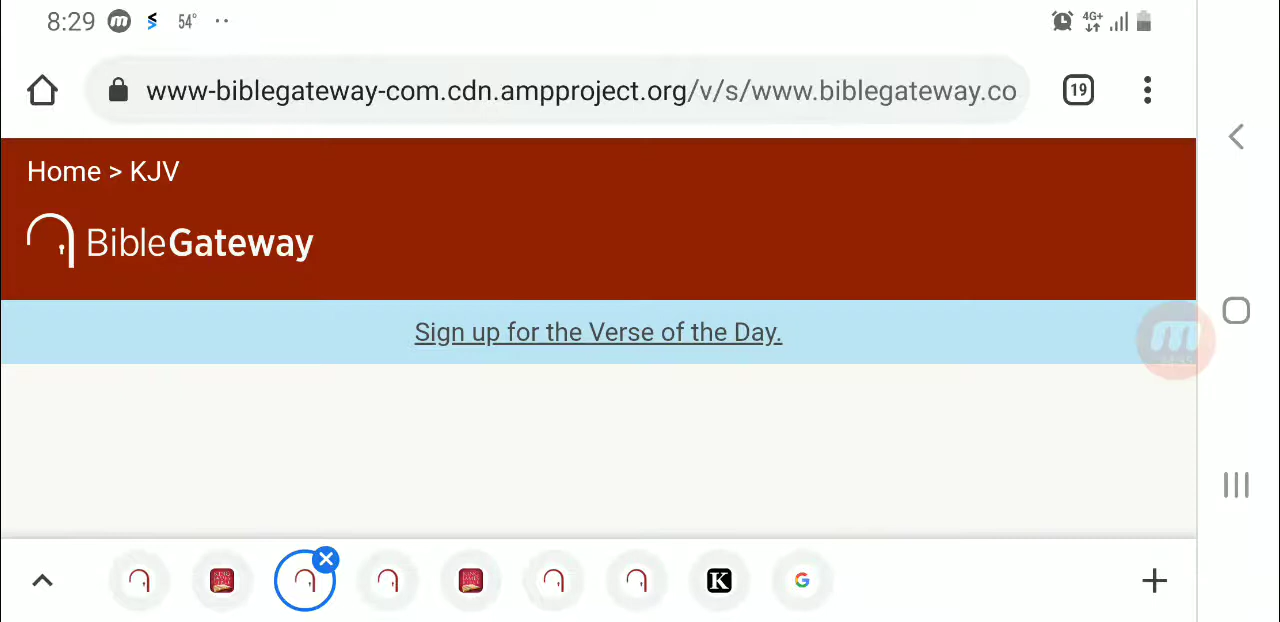 8:29 54°
4G+
www-biblegateway-com.cdn.ampproject.org/v/s/www.biblegateway.co
19
Home > KJV
BibleGateway
Sign up for the Verse of the Day.
K
G